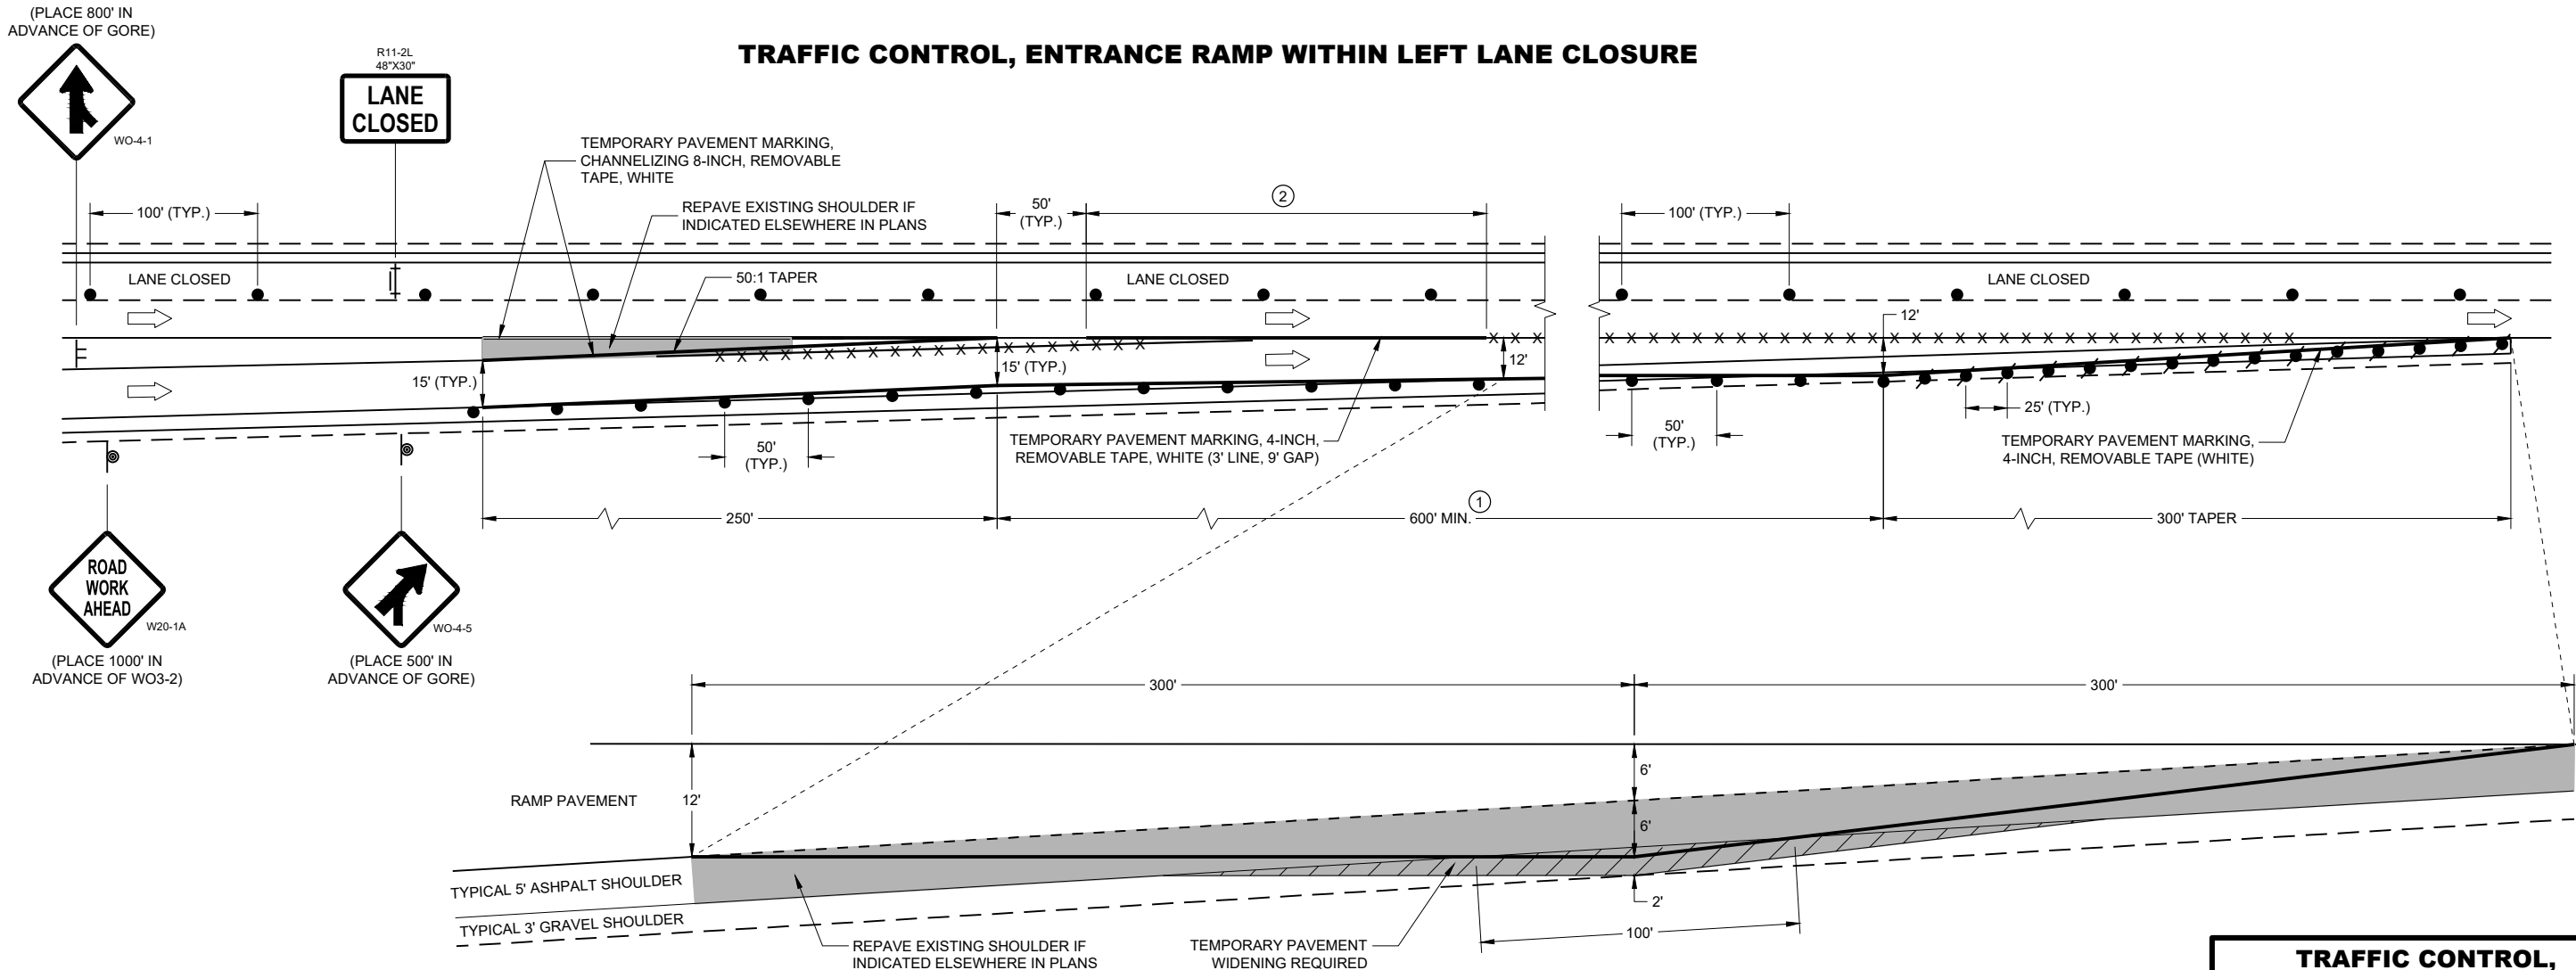 (PLACE 800' IN
ADVANCE OF GORE)
WO-4-1
R11-2L
48"X30"
LANE
CLOSED
TRAFFIC CONTROL, ENTRANCE RAMP WITHIN LEFT LANE CLOSURE
TEMPORARY PAVEMENT MARKING,
CHANNELIZING 8-INCH, REMOVABLE
TAPE, WHITE
REPAVE EXISTING SHOULDER IF
INDICATED ELSEWHERE IN PLANS
50:1 TAPER
100' (TYP.)
50'
(TYP.)
2
100' (TYP.)
LANE CLOSED
LANE CLOSED
LANE CLOSED
15' (TYP.)
15' (TYP.)
12'
12'
50'
(TYP.)
TEMPORARY PAVEMENT MARKING, 4-INCH,
REMOVABLE TAPE, WHITE (3' LINE, 9' GAP)
50'
(TYP.)
25' (TYP.)
TEMPORARY PAVEMENT MARKING,
4-INCH, REMOVABLE TAPE (WHITE)
250'
600' MIN.
1
300' TAPER
ROAD
WORK
AHEAD
W20-1A
(PLACE 1000' IN
ADVANCE OF WO3-2)
WO-4-5
(PLACE 500' IN
ADVANCE OF GORE)
300'
300'
RAMP PAVEMENT
12'
6'
6'
2'
100'
TYPICAL 5' ASHPALT SHOULDER
TYPICAL 3' GRAVEL SHOULDER
REPAVE EXISTING SHOULDER IF
INDICATED ELSEWHERE IN PLANS
TEMPORARY PAVEMENT
WIDENING REQUIRED
TRAFFIC CONTROL,